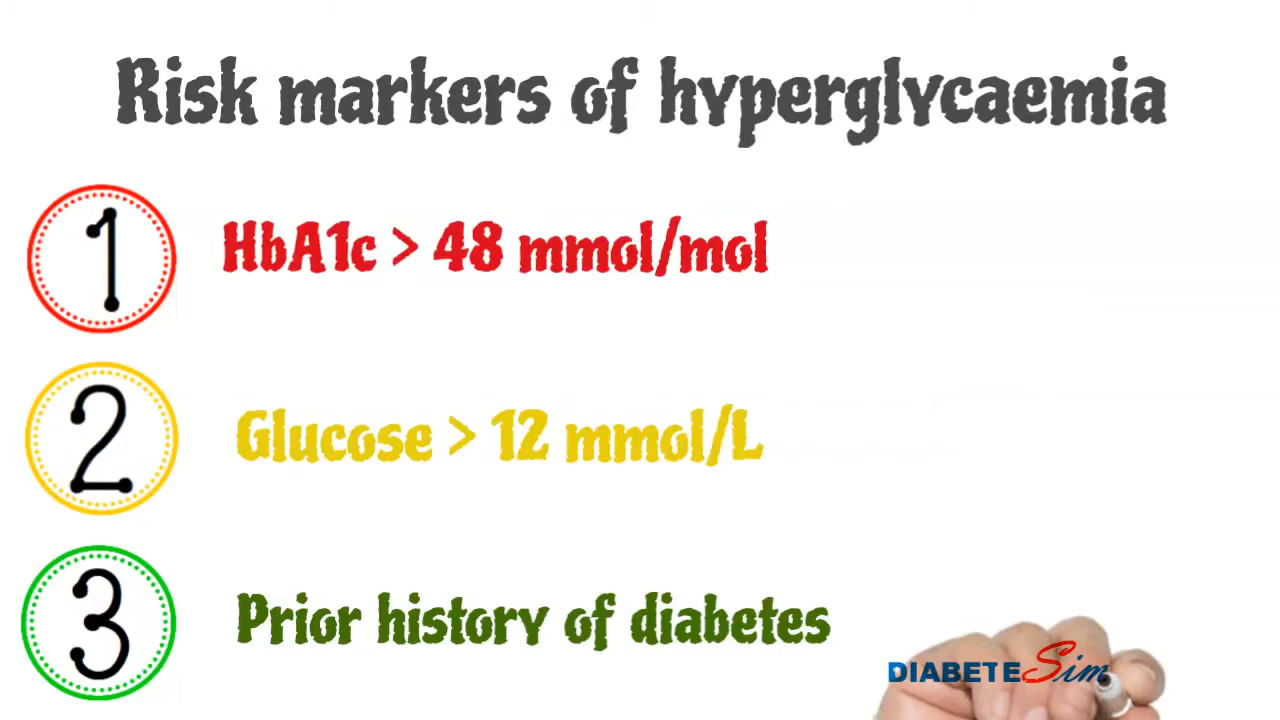 Risk markers of hyperglycaemia
1
HbA1c > 48 mmol/mol
2
Glucose > 12 mmol/L
3
Prior history of diabetes
DIABETESim